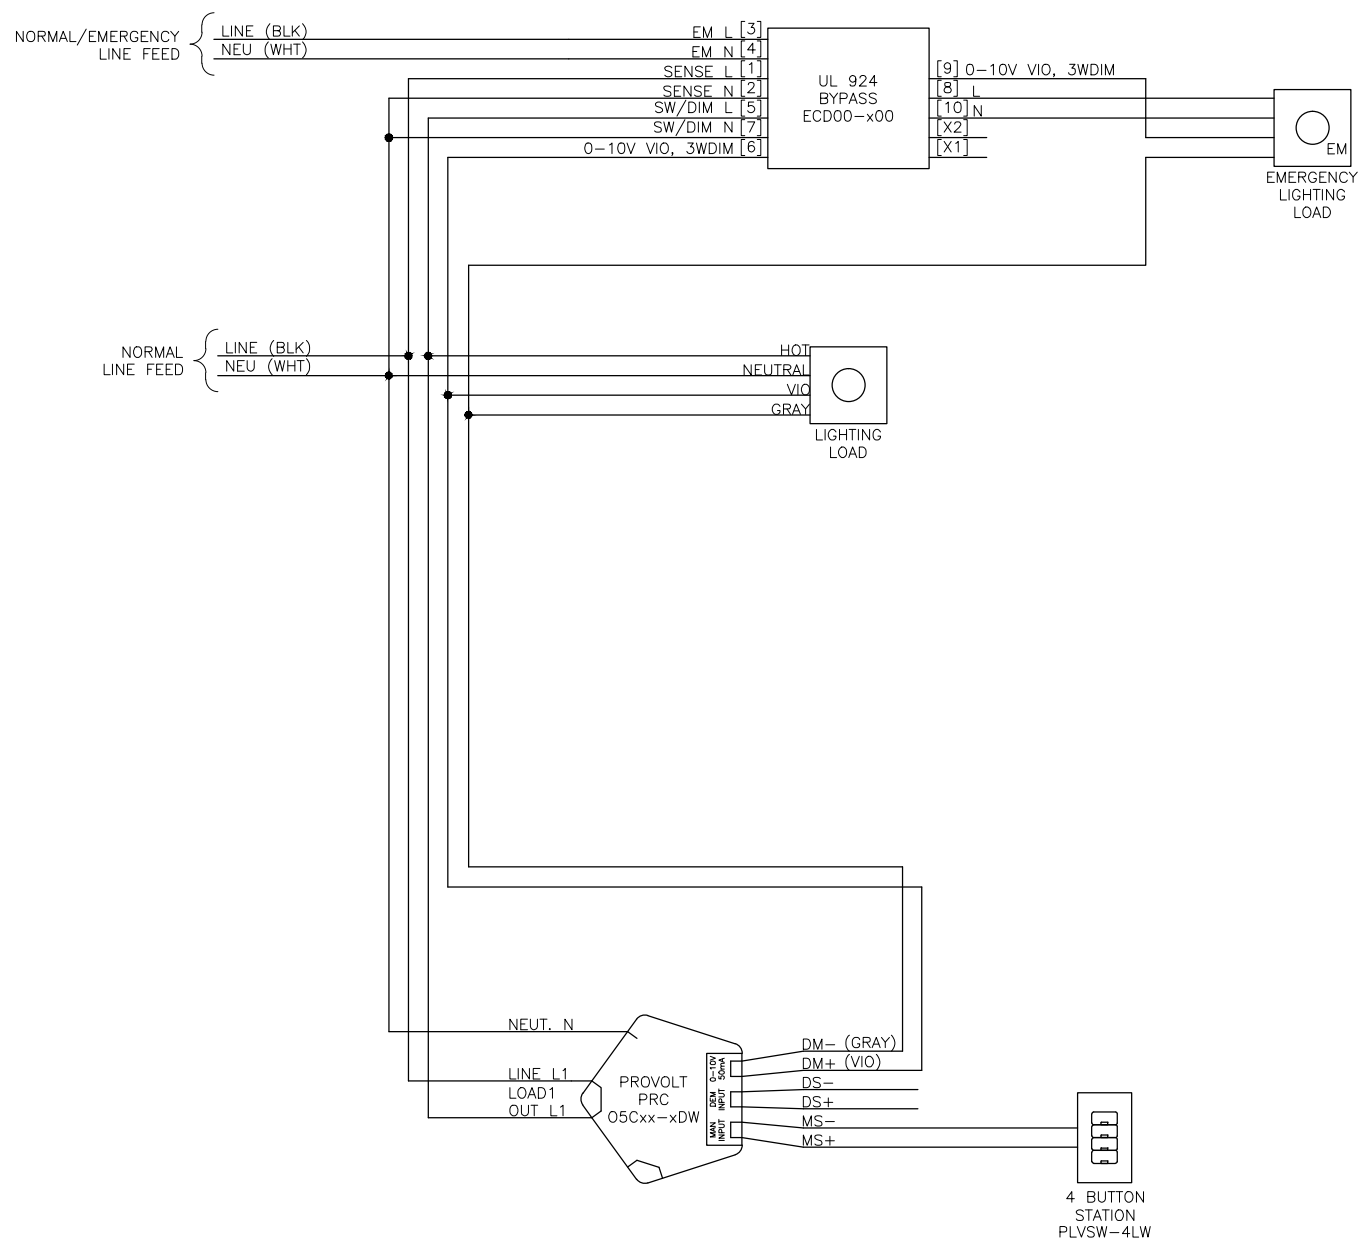 NORMAL/EMERGENCY
LINE FEED
LINE (BLK)
NEU (WHT)
EM L [3]
EM N [4]
SENSE L [1]
SENSE N [2]
SW/DIM L [5]
SW/DIM N [7]
0-10V VIO, 3WDIM [6]
UL 924
BYPASS
ECD00-x00
[9] 0-10V VIO, 3WDIM
[8] L
[10] N
[X2]
[X1]
EM
EMERGENCY
LIGHTING
LOAD
NORMAL
LINE FEED
LINE (BLK)
NEU (WHT)
HOT
NEUTRAL
VIO
GRAY
LIGHTING
LOAD
NEUT. N
LINE L1
LOAD1
OUT L1
PROVOLT
PRC
05Cxx-xDW
0-10V
50mA
DEM
INPUT
MAN
INPUT
DM- (GRAY)
DM+ (VIO)
DS-
DS+
MS-
MS+
4 BUTTON
STATION
PLVSW-4LW